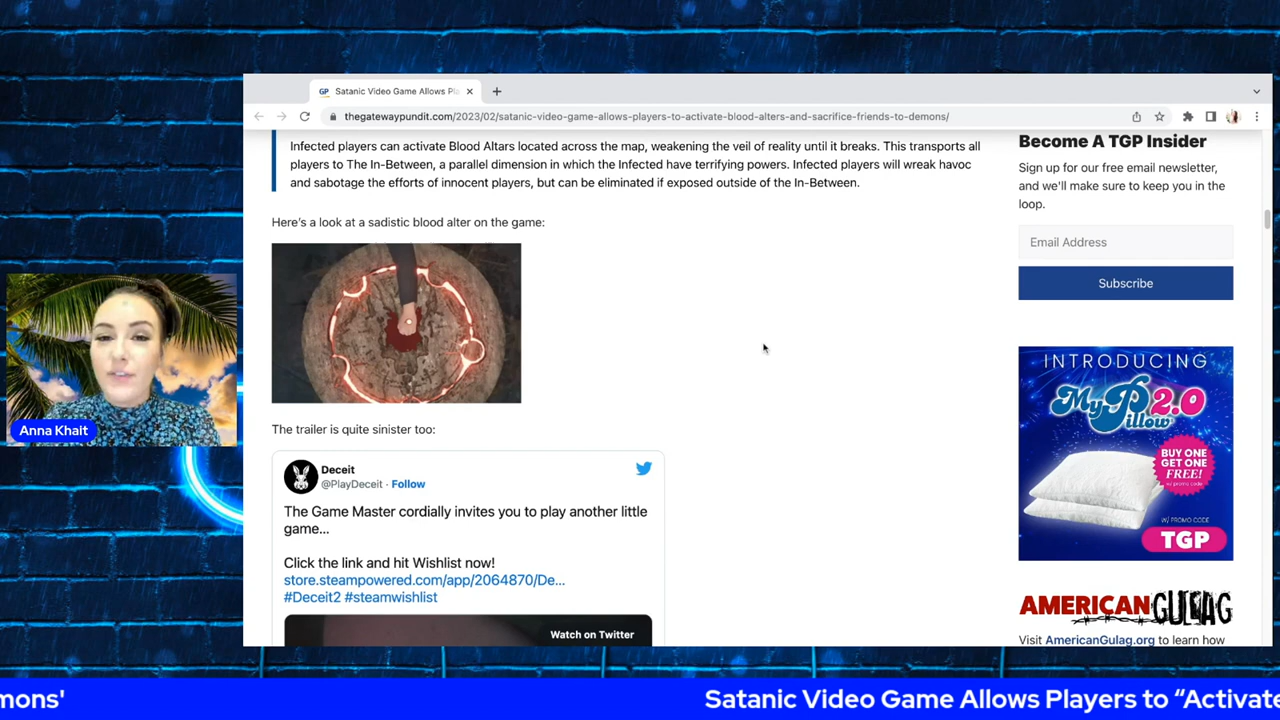 GP Satanic Video Game Allows Pl
thegatewaypundit.com/2023/02/satanic-video-game-allows-players-to-activate-blood-alters-and-sacrifice-friends-to-demons/
Infected players can activate Blood Altars located across the map, weakening the veil of reality until it breaks. This transports all
players to The In-Between, a parallel dimension in which the Infected have terrifying powers. Infected players will wreak havoc
and sabotage the efforts of innocent players, but can be eliminated if exposed outside of the In-Between.
Here's a look at a sadistic blood alter on the game:
The trailer is quite sinister too:
Deceit
@PlayDeceit · Follow
The Game Master cordially invites you to play another little
game...
Click the link and hit Wishlist now!
store.steampowered.com/app/2064870/De...
#Deceit2 #steamwishlist
Watch on Twitter
Become A TGP Insider
Sign up for our free email newsletter,
and we'll make sure to keep you in the
loop.
Email Address
Subscribe
INTRODUCING
MyPillow 2.0
BUY ONE
GET ONE
FREE!
W/ PROMO CODE
W/ PROMO CODE
TGP
AMERICAN GULAG
Visit AmericanGulag.org to learn how
Anna Khait
mons' Satanic Video Game Allows Players to “Activate